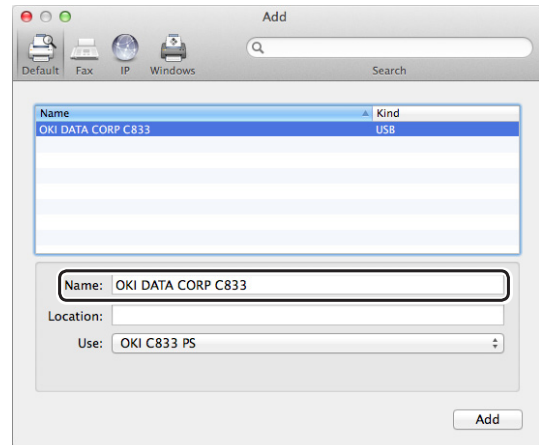 Add
Default Fax IP Windows Search
Name Kind
OKI DATA CORP C833 USB
Name: OKI DATA CORP C833
Location:
Use: OKI C833 PS
Add